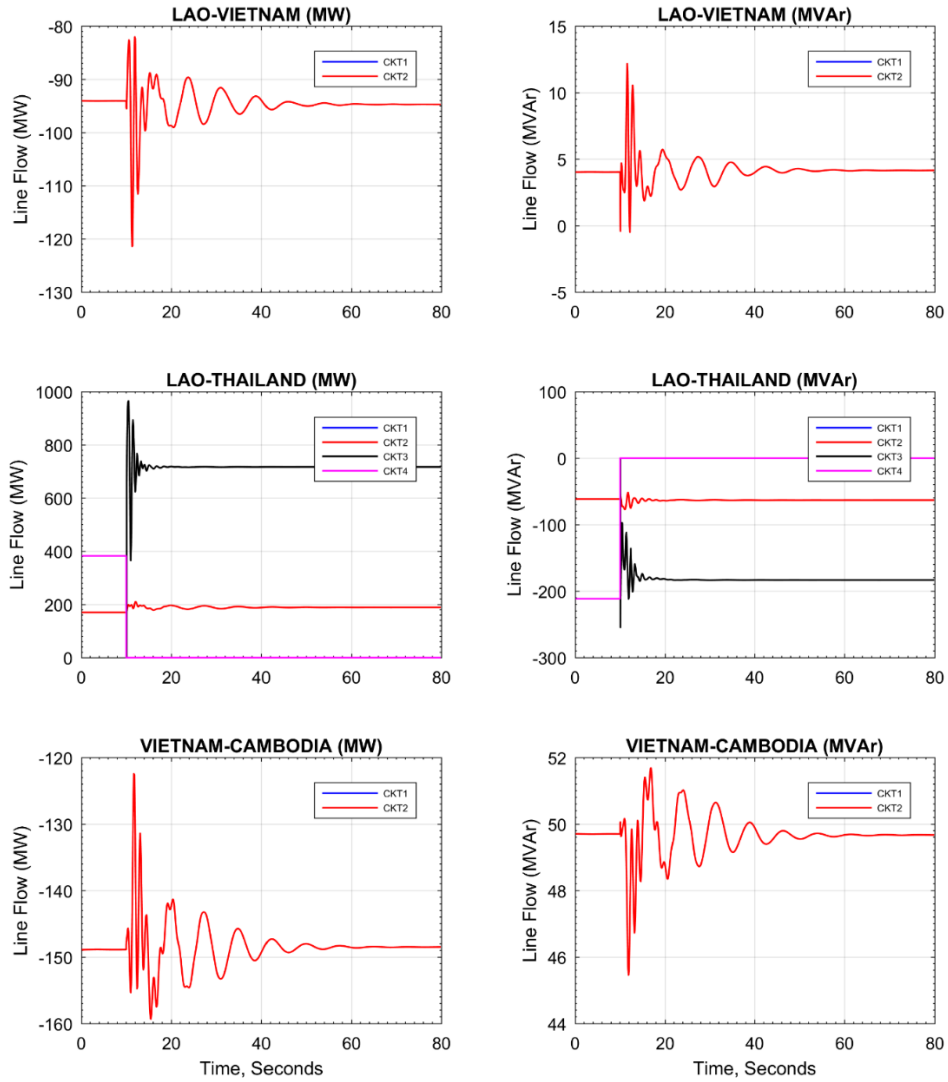 LAO-VIETNAM (MW)
-80
-90
-100
-110
-120
-130
Line Flow (MW)
CKT1
CKT2
0 20 40 60 80
LAO-VIETNAM (MVAr)
15
10
5
0
-5
Line Flow (MVAr)
CKT1
CKT2
0 20 40 60 80
LAO-THAILAND (MW)
1000
800
600
400
200
0
Line Flow (MW)
CKT1
CKT2
CKT3
CKT4
0 20 40 60 80
LAO-THAILAND (MVAr)
100
0
-100
-200
-300
Line Flow (MVAr)
CKT1
CKT2
CKT3
CKT4
0 20 40 60 80
VIETNAM-CAMBODIA (MW)
-120
-130
-140
-150
-160
Line Flow (MW)
CKT1
CKT2
0 20 40 60 80
Time, Seconds
VIETNAM-CAMBODIA (MVAr)
52
50
48
46
44
Line Flow (MVAr)
CKT1
CKT2
0 20 40 60 80
Time, Seconds